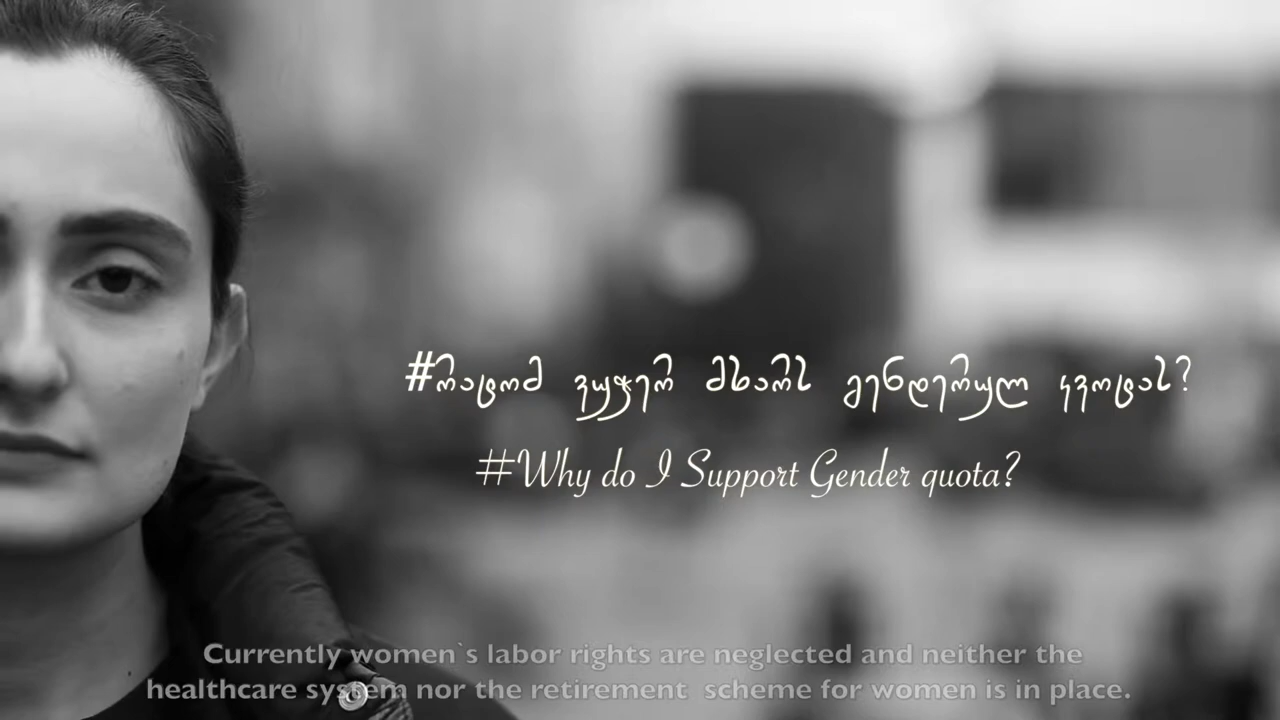 #რატომ ვუჭერ მხარს გენდერულ კვოტას?
#Why do I Support Gender quota?
Currently women`s labor rights are neglected and neither the
healthcare system nor the retirement scheme for women is in place.